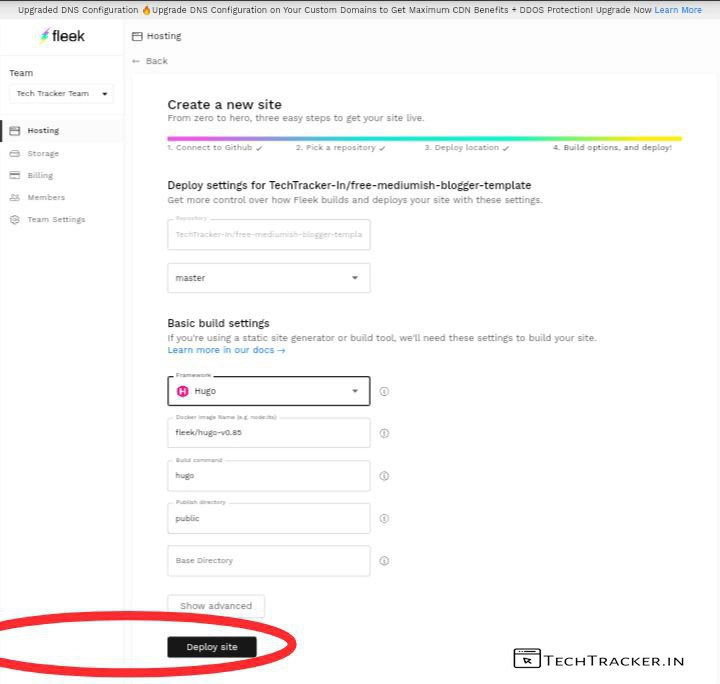 Upgraded DNS Configuration 🔥Upgrade DNS Configuration on Your Custom Domains to Get Maximum CDN Benefits + DDOS Protection! Upgrade Now Learn More
fleek
Team
Tech Tracker Team
Hosting
Storage
Billing
Members
Team Settings
Hosting
← Back
Create a new site
From zero to hero, three easy steps to get your site live.
1. Connect to Github ✓ 2. Pick a repository ✓ 3. Deploy location ✓ 4. Build options, and deploy!
Deploy settings for TechTracker-In/free-mediumish-blogger-template
Get more control over how Fleek builds and deploys your site with these settings.
Repository
TechTracker-In/free-mediumish-blogger-templa
master
Basic build settings
If you're using a static site generator or build tool, we'll need these settings to build your site.
Learn more in our docs →
Framework
Hugo
Docker Image Name (e.g. node:lts)
fleek/hugo-v0.85
Build command
hugo
Publish directory
public
Base Directory
Show advanced
Deploy site
TECHTRACKER.IN